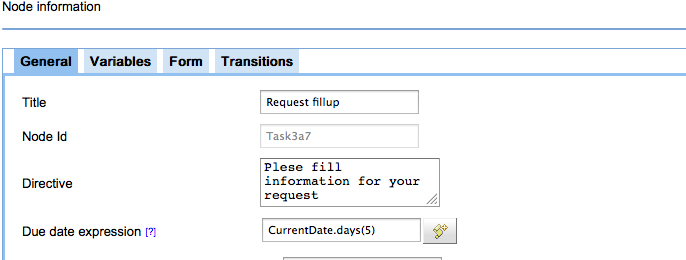 Node information
General Variables Form Transitions
Title Request fillup
Node Id Task3a7
Directive Plese fill
information for your
request
Due date expression [?] CurrentDate.days(5)